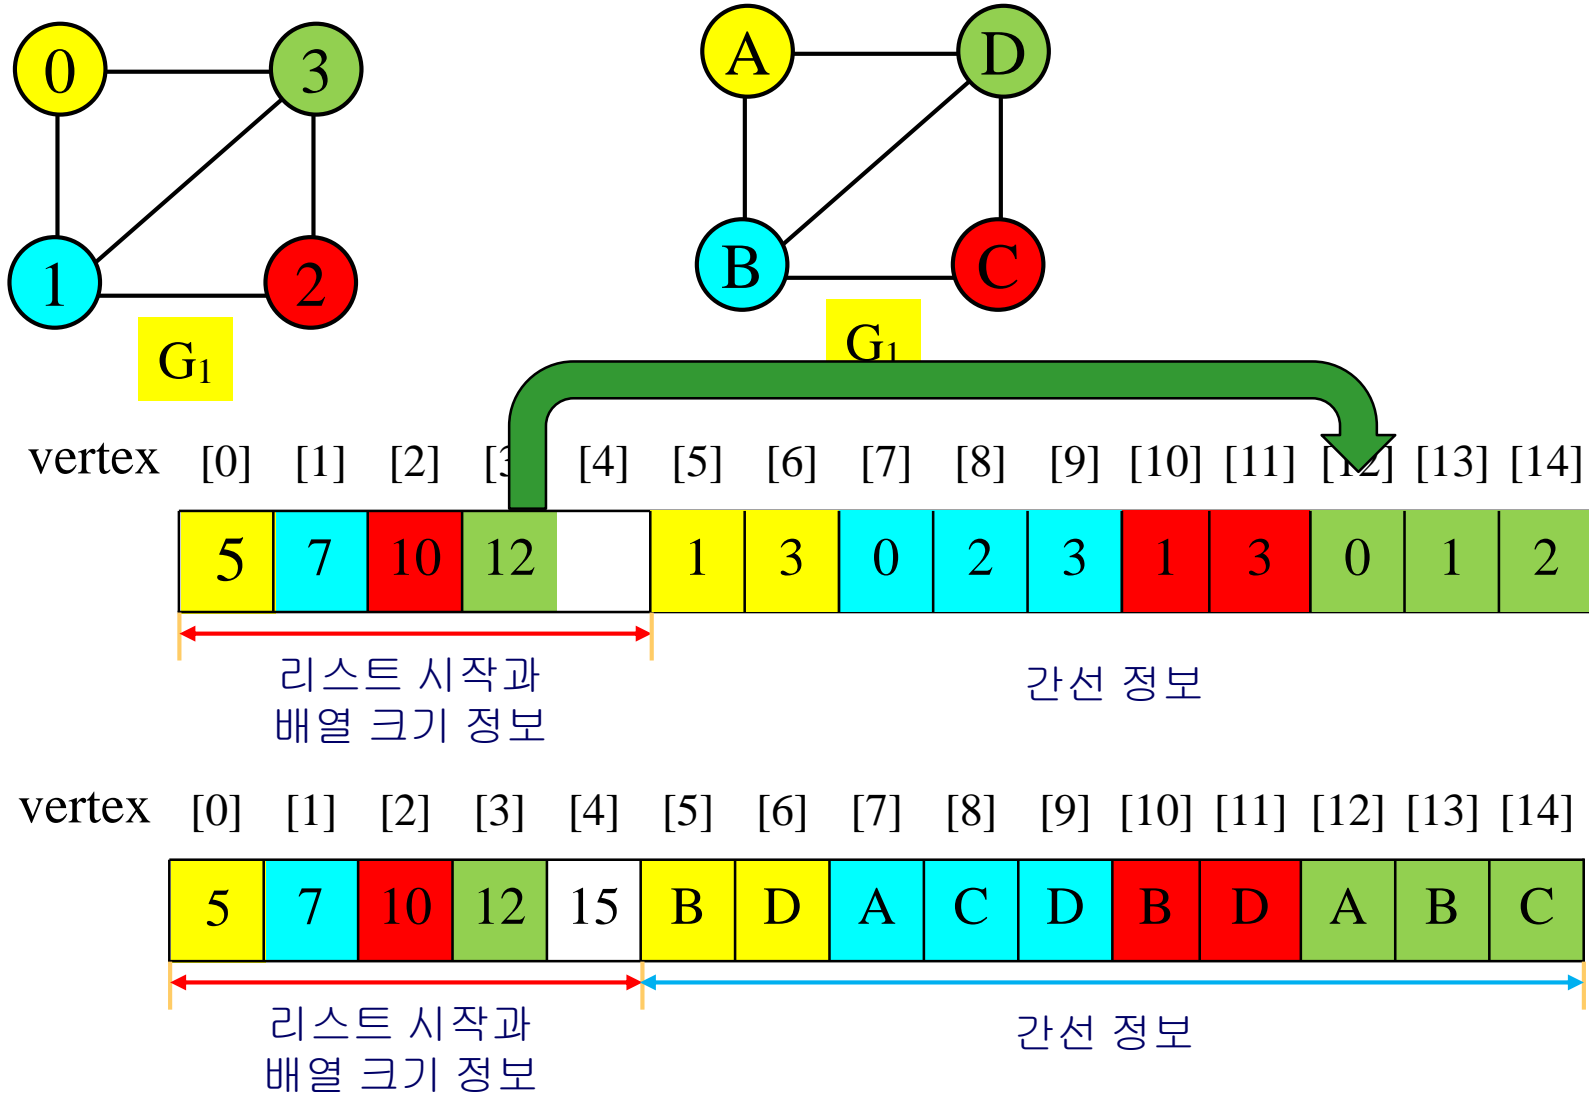 0 3
1 2
G1
A D
B C
G1
vertex [0] [1] [2] [3 [4] [5] [6] [7] [8] [9] [10] [11] [12] [13] [14]
5 7 10 12 1 3 0 2 3 1 3 0 1 2
리스트 시작과
배열 크기 정보
간선 정보
vertex [0] [1] [2] [3] [4] [5] [6] [7] [8] [9] [10] [11] [12] [13] [14]
5 7 10 12 15 B D A C D B D A B C
리스트 시작과
배열 크기 정보
간선 정보